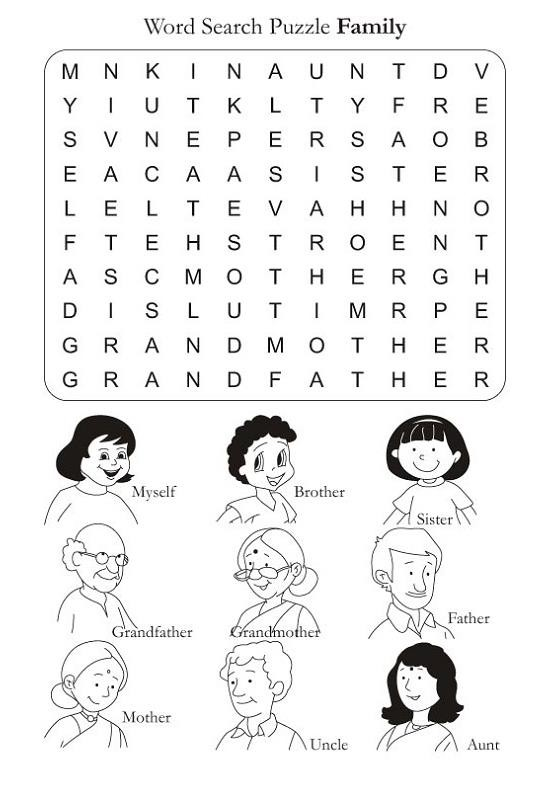 Word Search Puzzle Family
M N K I N A U N T D V
Y I U T K L T Y F R E
S V N E P E R S A O B
E A C A A S I S T E R
L E L T E V A H H N O
F T E H S T R O E N T
A S C M O T H E R G H
D I S L U T I M R P E
G R A N D M O T H E R
G R A N D F A T H E R
Myself
Brother
Sister
Grandfather
Grandmother
Father
Mother
Uncle
Aunt